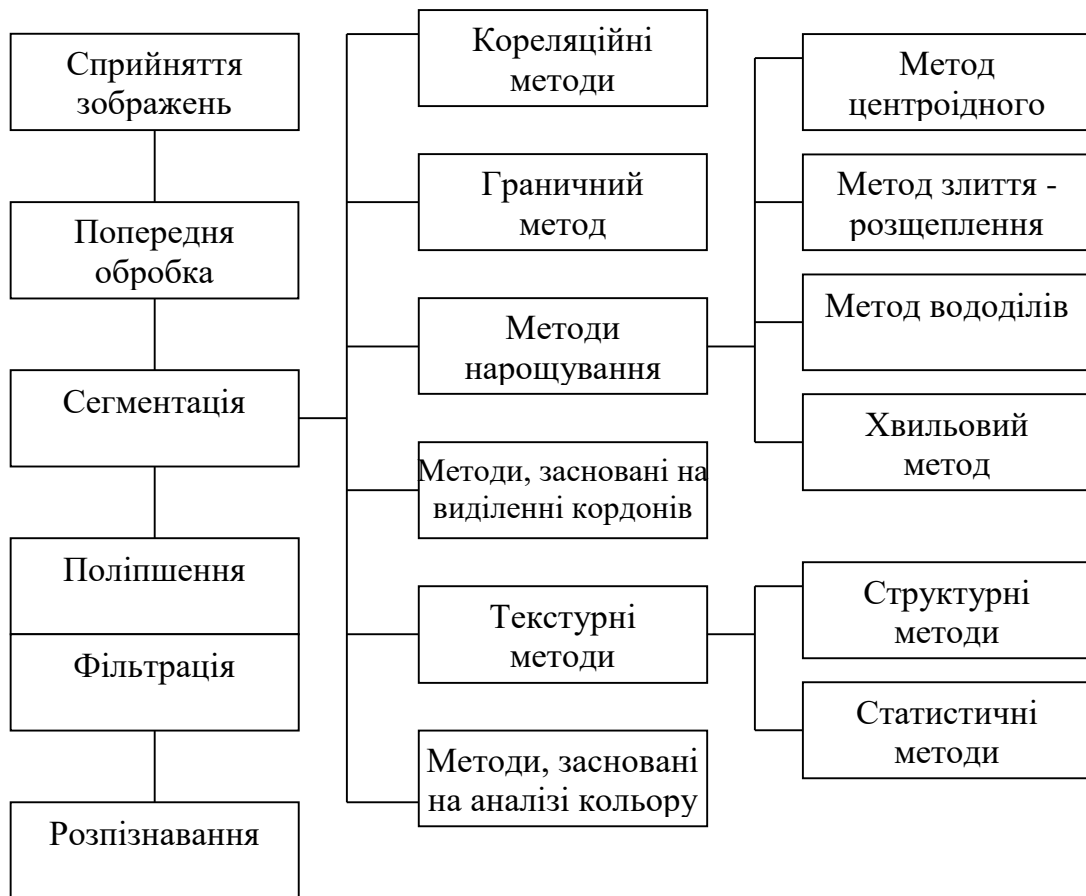 Сприйняття
зображень
Попередня
обробка
Сегментація
Поліпшення
Фільтрація
Розпізнавання
Кореляційні
методи
Граничний
метод
Методи
нарощування
Методи, засновані на
виділенні кордонів
Текстурні
методи
Методи, засновані
на аналізі кольору
Метод
центроідного
Метод злиття -
розщеплення
Метод вододілів
Хвильовий
метод
Структурні
методи
Статистичні
методи